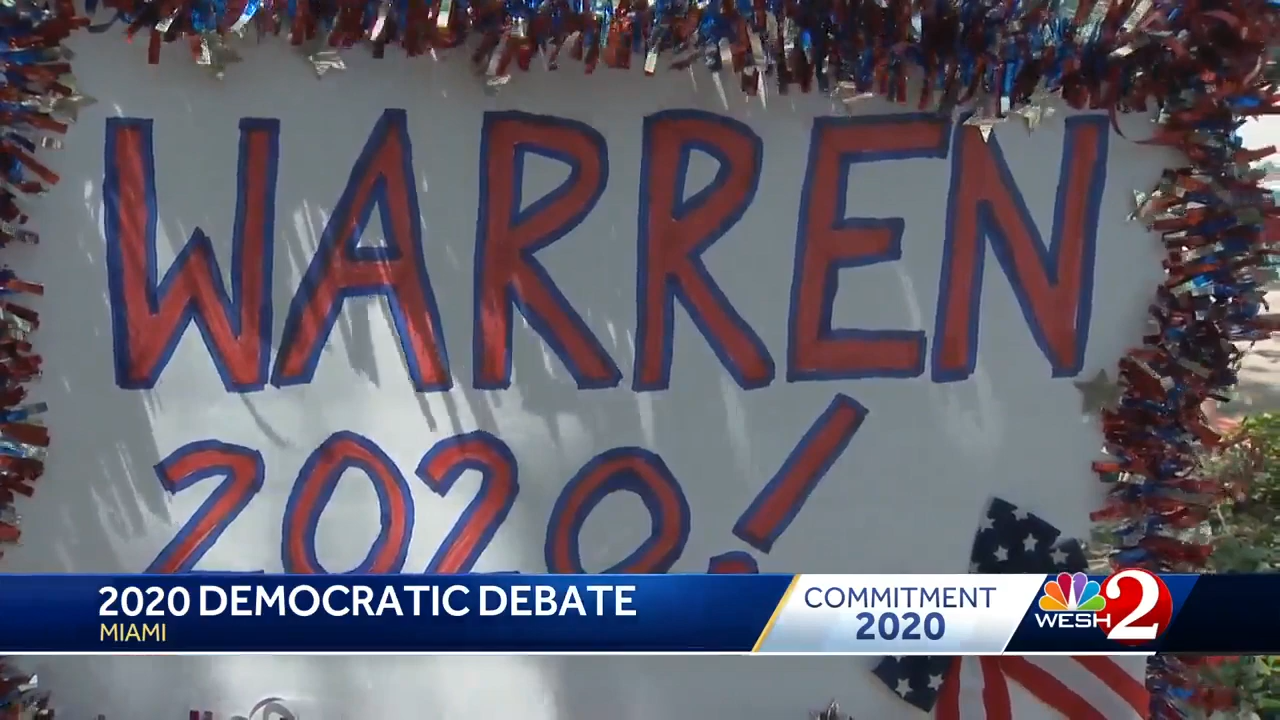 WARREN
2020!
2020 DEMOCRATIC DEBATE
MIAMI
COMMITMENT
2020
WESH 2